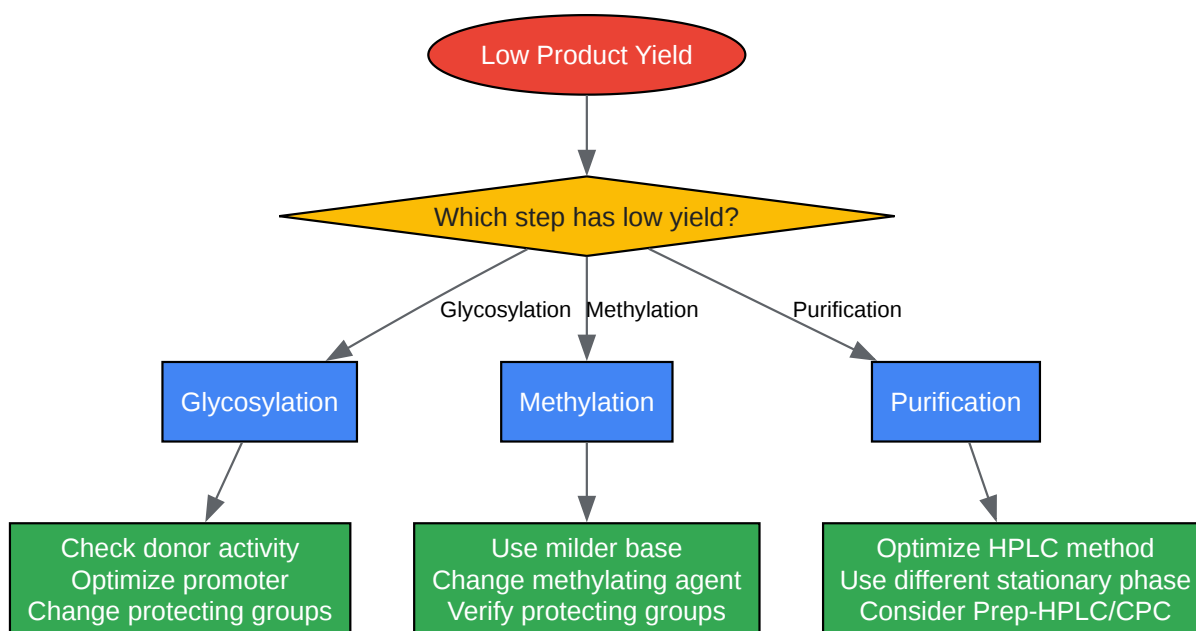 Low Product Yield
Which step has low yield?
Glycosylation
Methylation
Purification
Glycosylation
Methylation
Purification
Check donor activity
Optimize promoter
Change protecting groups
Use milder base
Change methylating agent
Verify protecting groups
Optimize HPLC method
Use different stationary phase
Consider Prep-HPLC/CPC